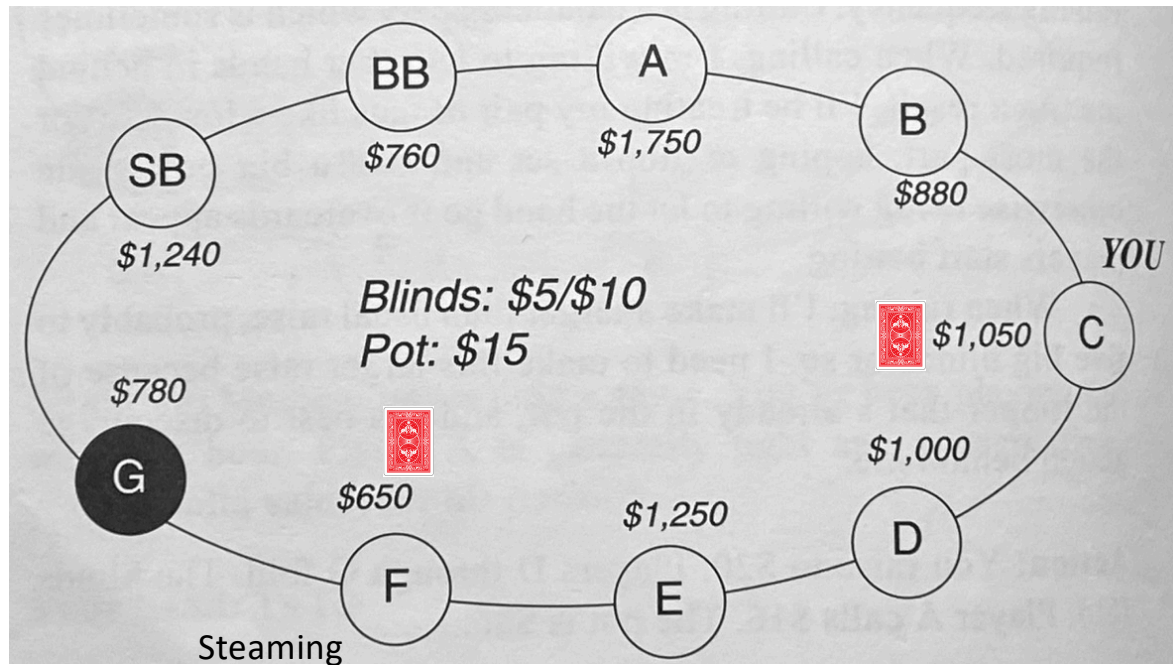 BB
A
$760
$1,750
SB
B
$1,240
$880
YOU
Blinds: $5/$10
Pot: $15
$1,050
C
$780
G
$650
$1,250
$1,000
D
F
E
Steaming